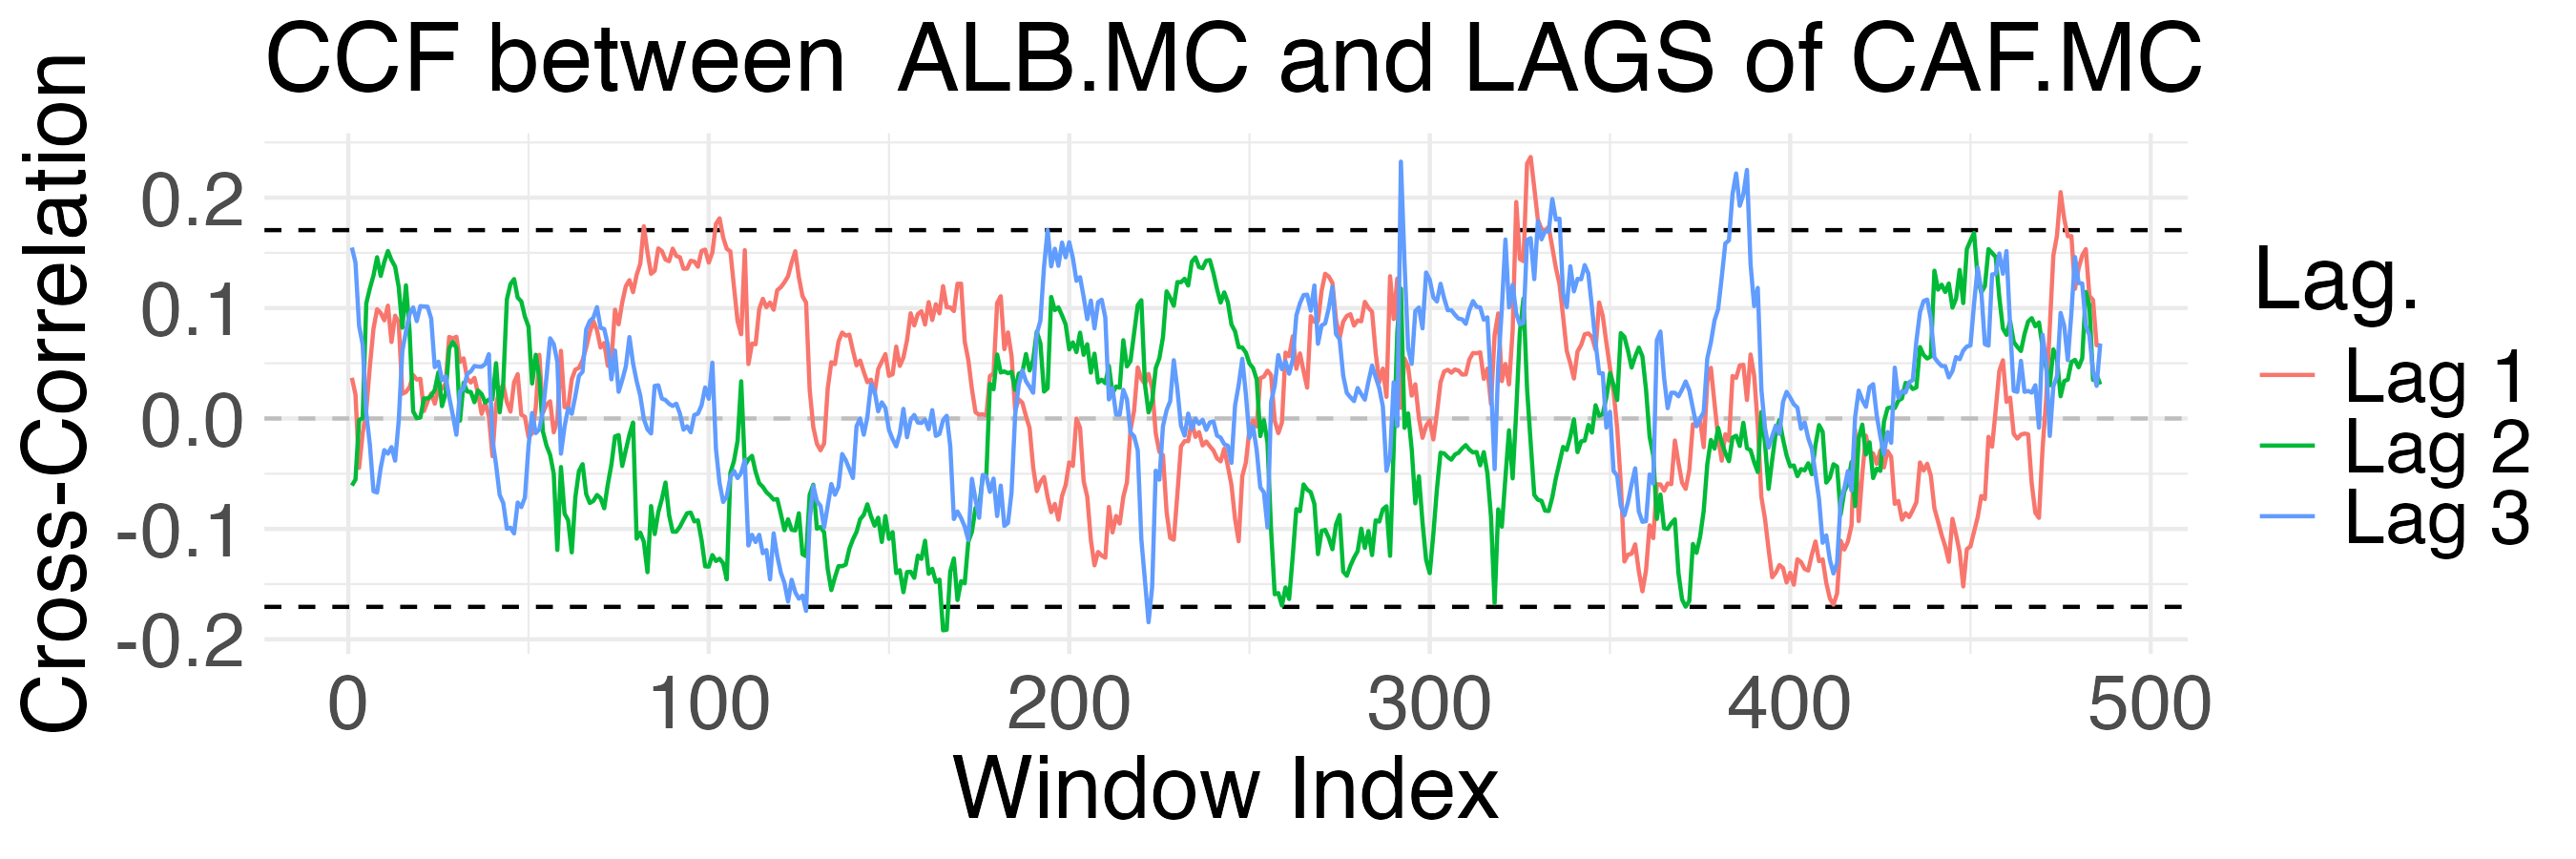 CCF between  ALB.MC and LAGS of CAF.MC
Cross-Correlation
0.2
0.1
0.0
-0.1
-0.2
0 100 200 300 400 500
Window Index
Lag.
Lag 1
Lag 2
Lag 3